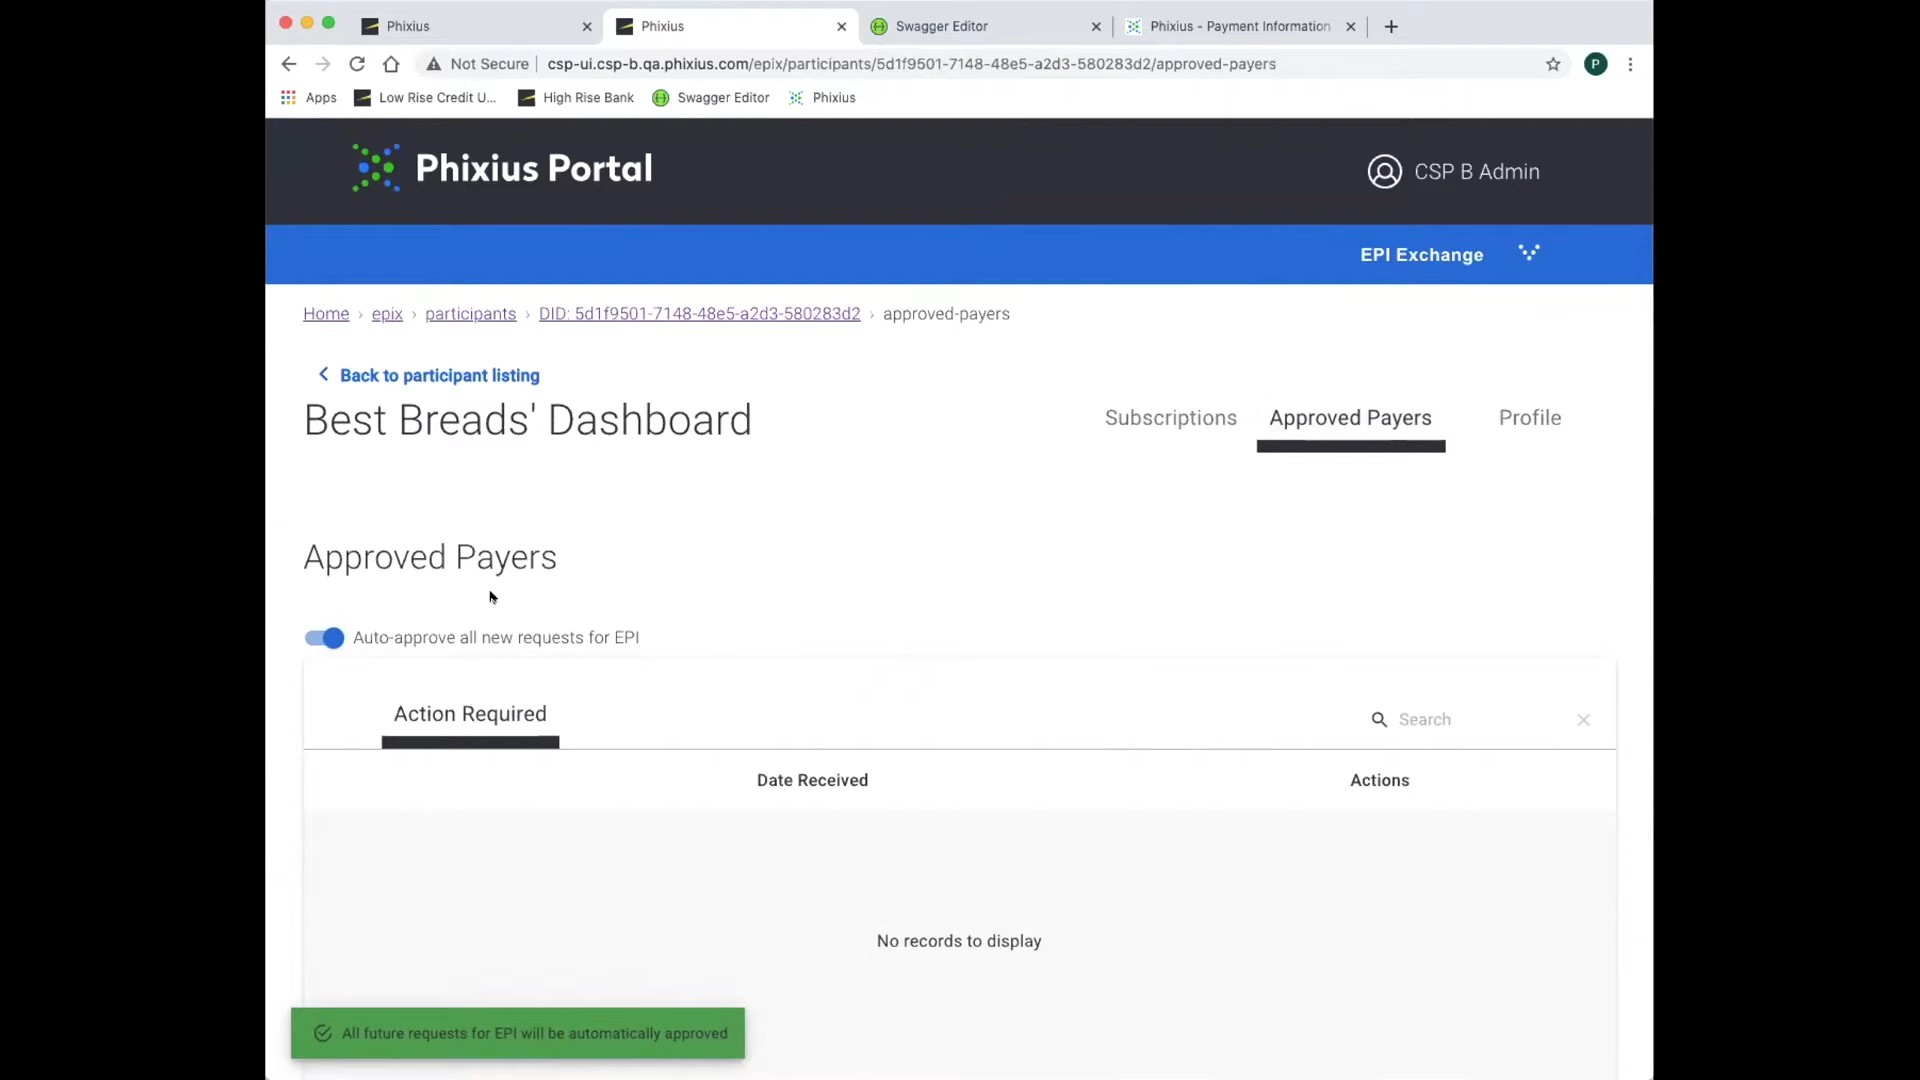 Phixius
Phixius
Swagger Editor
Phixius - Payment Information
Not Secure
csp-ui.csp-b.qa.phixius.com/epix/participants/5d1f9501-7148-48e5-a2d3-580283d2/approved-payers
P
Apps
Low Rise Credit U...
High Rise Bank
Swagger Editor
Phixius
Phixius Portal
CSP B Admin
EPI Exchange
Home › epix › participants › DID: 5d1f9501-7148-48e5-a2d3-580283d2 › approved-payers
Back to participant listing
Best Breads' Dashboard
Subscriptions
Approved Payers
Profile
Approved Payers
Auto-approve all new requests for EPI
Action Required
Search
Date Received
Actions
No records to display
All future requests for EPI will be automatically approved